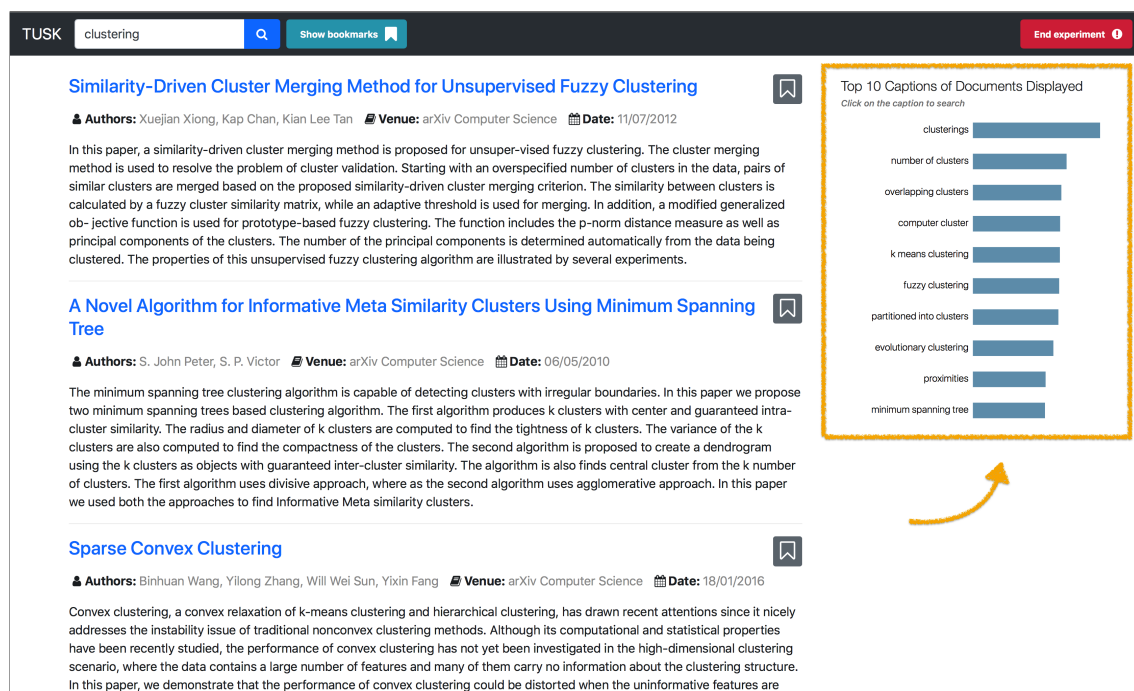 TUSK
clustering
Show bookmarks
End experiment
Similarity-Driven Cluster Merging Method for Unsupervised Fuzzy Clustering
Authors: Xuejian Xiong, Kap Chan, Kian Lee Tan Venue: arXiv Computer Science Date: 11/07/2012
In this paper, a similarity-driven cluster merging method is proposed for unsuper-vised fuzzy clustering. The cluster merging
method is used to resolve the problem of cluster validation. Starting with an overspecified number of clusters in the data, pairs of
similar clusters are merged based on the proposed similarity-driven cluster merging criterion. The similarity between clusters is
calculated by a fuzzy cluster similarity matrix, while an adaptive threshold is used for merging. In addition, a modified generalized
ob- jective function is used for prototype-based fuzzy clustering. The function includes the p-norm distance measure as well as
principal components of the clusters. The number of the principal components is determined automatically from the data being
clustered. The properties of this unsupervised fuzzy clustering algorithm are illustrated by several experiments.
A Novel Algorithm for Informative Meta Similarity Clusters Using Minimum Spanning
Tree
Authors: S. John Peter, S. P. Victor Venue: arXiv Computer Science Date: 06/05/2010
The minimum spanning tree clustering algorithm is capable of detecting clusters with irregular boundaries. In this paper we propose
two minimum spanning trees based clustering algorithm. The first algorithm produces k clusters with center and guaranteed intra-
cluster similarity. The radius and diameter of k clusters are computed to find the tightness of k clusters. The variance of the k
clusters are also computed to find the compactness of the clusters. The second algorithm is proposed to create a dendrogram
using the k clusters as objects with guaranteed inter-cluster similarity. The algorithm is also finds central cluster from the k number
of clusters. The first algorithm uses divisive approach, where as the second algorithm uses agglomerative approach. In this paper
we used both the approaches to find Informative Meta similarity clusters.
Sparse Convex Clustering
Authors: Binhuan Wang, Yilong Zhang, Will Wei Sun, Yixin Fang Venue: arXiv Computer Science Date: 18/01/2016
Convex clustering, a convex relaxation of k-means clustering and hierarchical clustering, has drawn recent attentions since it nicely
addresses the instability issue of traditional nonconvex clustering methods. Although its computational and statistical properties
have been recently studied, the performance of convex clustering has not yet been investigated in the high-dimensional clustering
scenario, where the data contains a large number of features and many of them carry no information about the clustering structure.
In this paper, we demonstrate that the performance of convex clustering could be distorted when the uninformative features are
Top 10 Captions of Documents Displayed
Click on the caption to search
clusterings
number of clusters
overlapping clusters
computer cluster
k means clustering
fuzzy clustering
partitioned into clusters
evolutionary clustering
proximities
minimum spanning tree